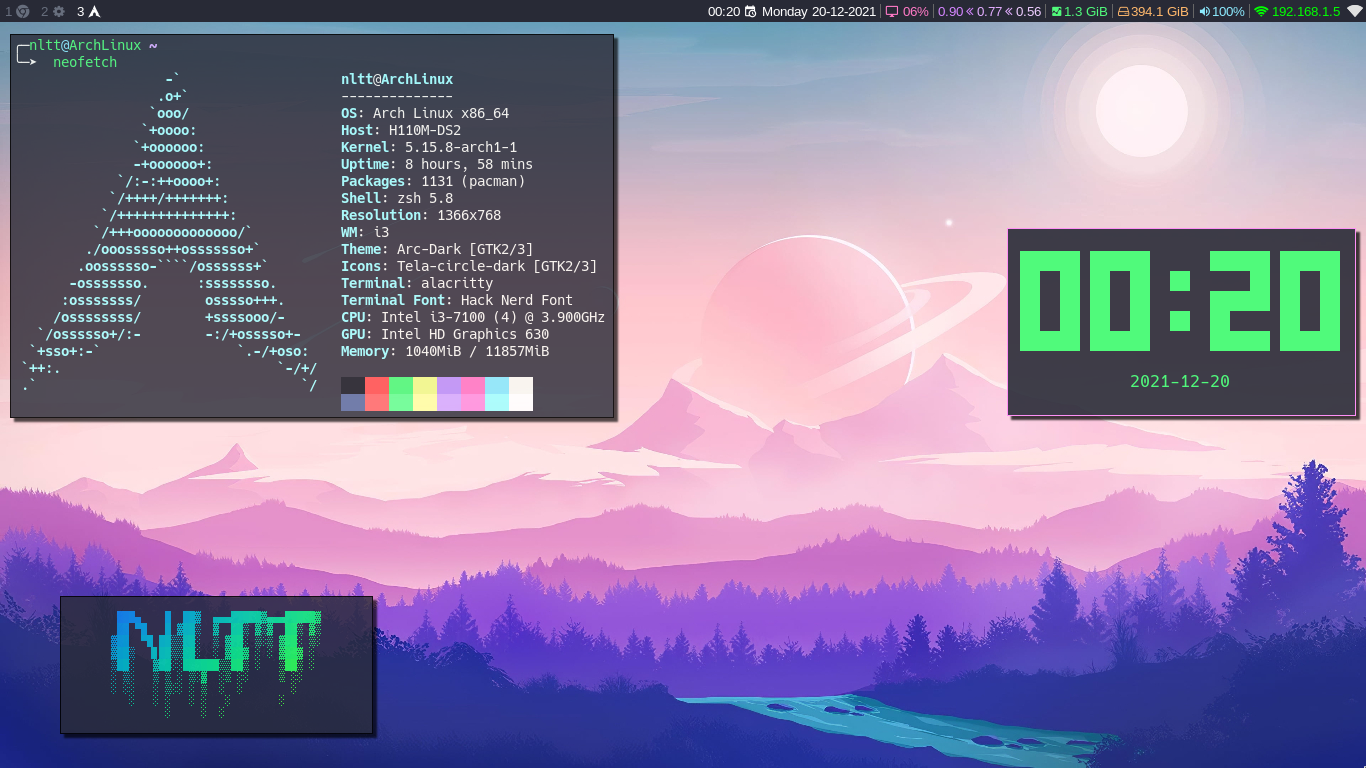 1 2 3 00:20 Monday 20-12-2021 06% 0.90 « 0.77 « 0.56 1.3 GiB 394.1 GiB 100% 192.168.1.5
nltt@ArchLinux ~
neofetch
-`
.o+`
`ooo/
`+oooo:
`+oooooo:
-+oooooo+:
`/:-:++oooo+:
`/++++/+++++++:
`/++++++++++++++:
`/+++ooooooooooooo/`
./ooosssso++osssssso+`
.oossssso-````/ossssss+`
-osssssso.      :ssssssso.
:osssssss/        osssso+++.
/ossssssss/        +ssssooo/-
`/ossssso+/:-        -:/+osssso+-
`+sso+:-`                 `.-/+oso:
`++:.                           `-/+/
.`                                 `/
nltt@ArchLinux
--------------
OS: Arch Linux x86_64
Host: H110M-DS2
Kernel: 5.15.8-arch1-1
Uptime: 8 hours, 58 mins
Packages: 1131 (pacman)
Shell: zsh 5.8
Resolution: 1366x768
WM: i3
Theme: Arc-Dark [GTK2/3]
Icons: Tela-circle-dark [GTK2/3]
Terminal: alacritty
Terminal Font: Hack Nerd Font
CPU: Intel i3-7100 (4) @ 3.900GHz
GPU: Intel HD Graphics 630
Memory: 1040MiB / 11857MiB
00:20
2021-12-20
NLTT